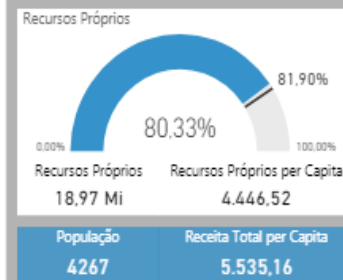 Recursos Próprios
81,90%
80,33%
0,00%
100,00%
Recursos Próprios Recursos Próprios per Capita
18,97 Mi 4.446,52
População Receita Total per Capita
4267 5.535,16